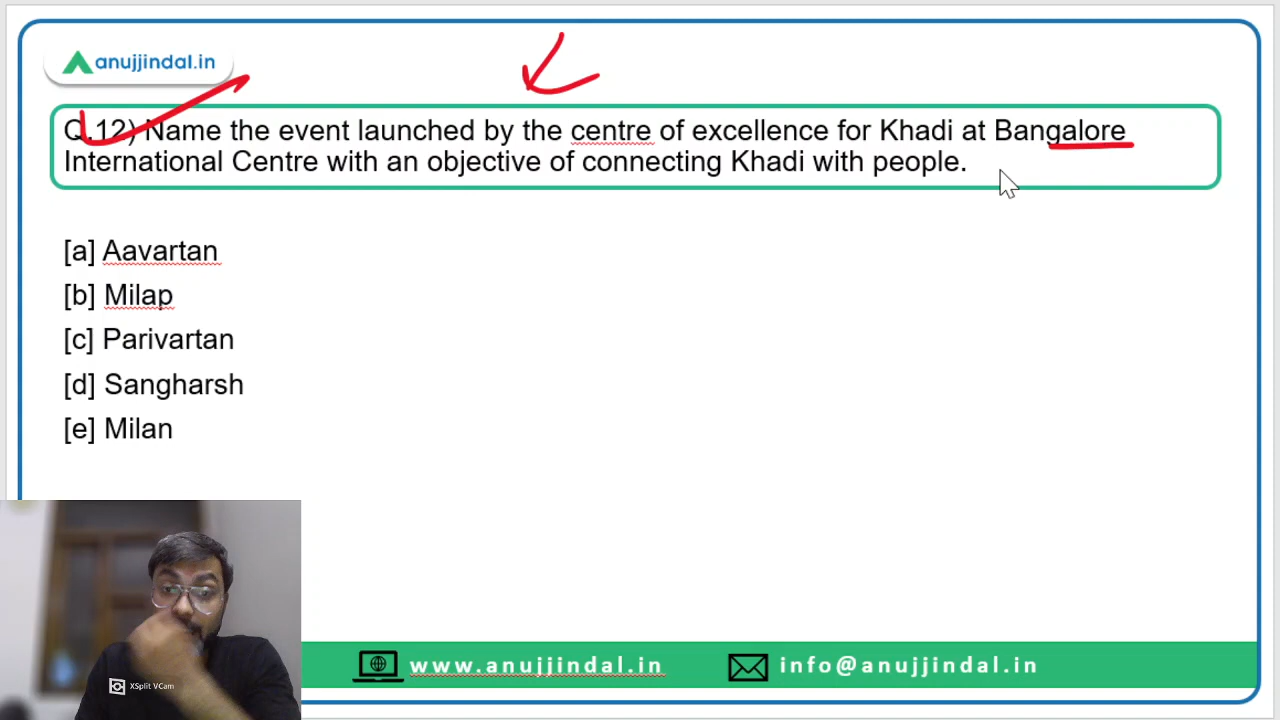 anujjindal.in
Q.12) Name the event launched by the centre of excellence for Khadi at Bangalore
International Centre with an objective of connecting Khadi with people.
[a] Aavartan
[b] Milap
[c] Parivartan
[d] Sangharsh
[e] Milan
XSplit VCam
www.anujjindal.in
info@anujjindal.in